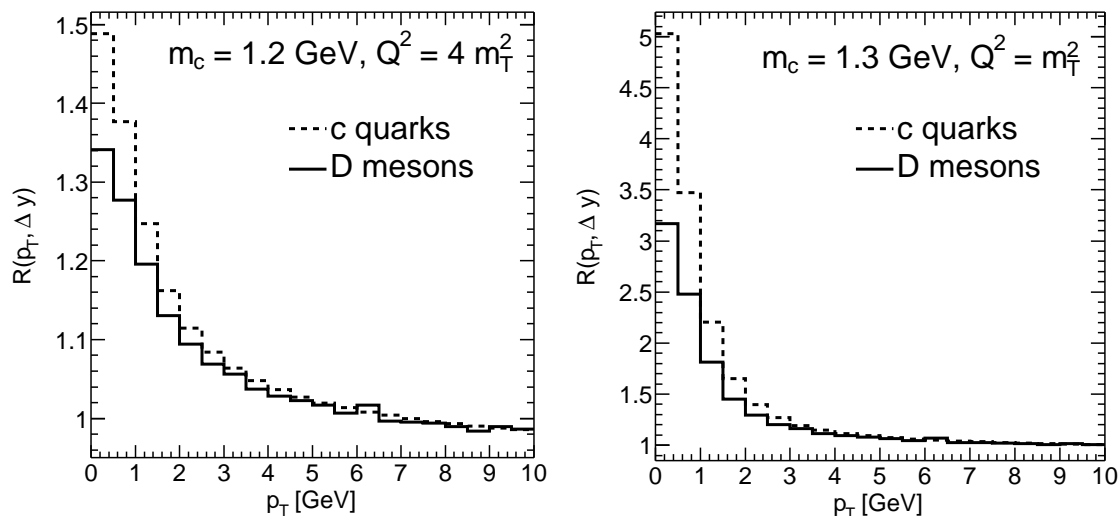 m_c = 1.2 GeV, Q^2 = 4 m_T^2
c quarks
D mesons
R(p_T, Δ y)
1.5
1.4
1.3
1.2
1.1
1
0 1 2 3 4 5 6 7 8 9 10
p_T [GeV]
m_c = 1.3 GeV, Q^2 = m_T^2
c quarks
D mesons
R(p_T, Δ y)
5
4.5
4
3.5
3
2.5
2
1.5
1
0 1 2 3 4 5 6 7 8 9 10
p_T [GeV]